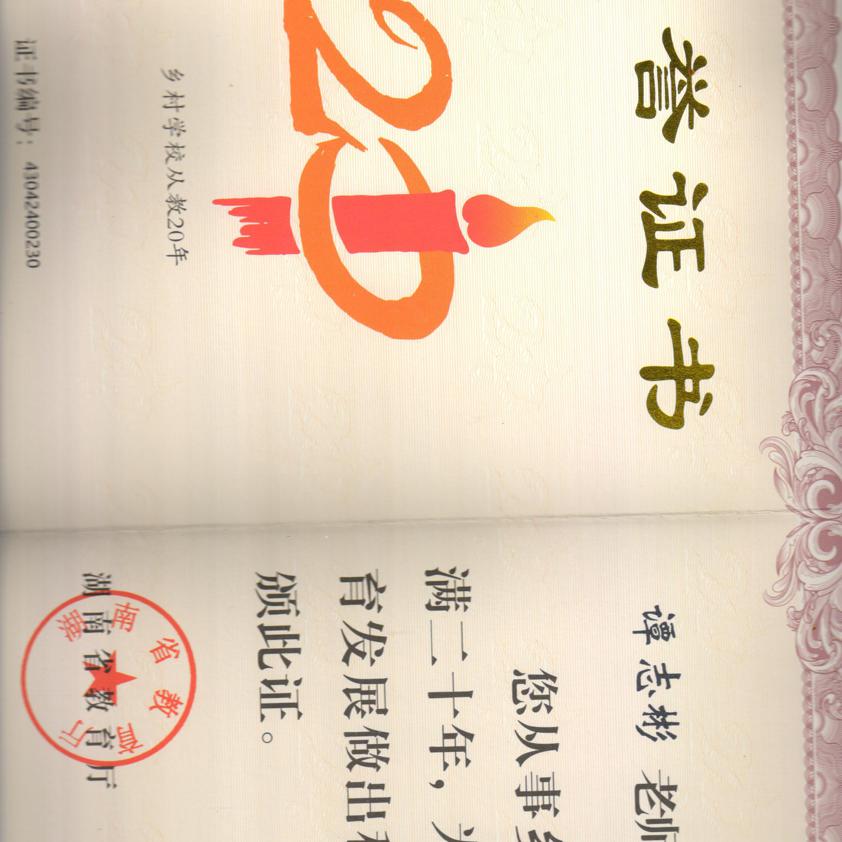 誉证书
20
乡村学校从教20年
证书编号：43042400230
谭志彬 老师
您从事
满二十年，为
育发展做出
颁此证。
湖南省教育厅
湖南省教育厅